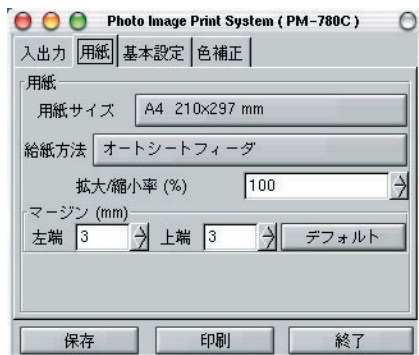 Photo Image Print System ( PM-780C )
入出力 用紙 基本設定 色補正
用紙
用紙サイズ A4 210x297 mm
給紙方法 オートシートフィーダ
拡大/縮小率 (%) 100
マージン (mm)
左端 3 上端 3 デフォルト
保存 印刷 終了